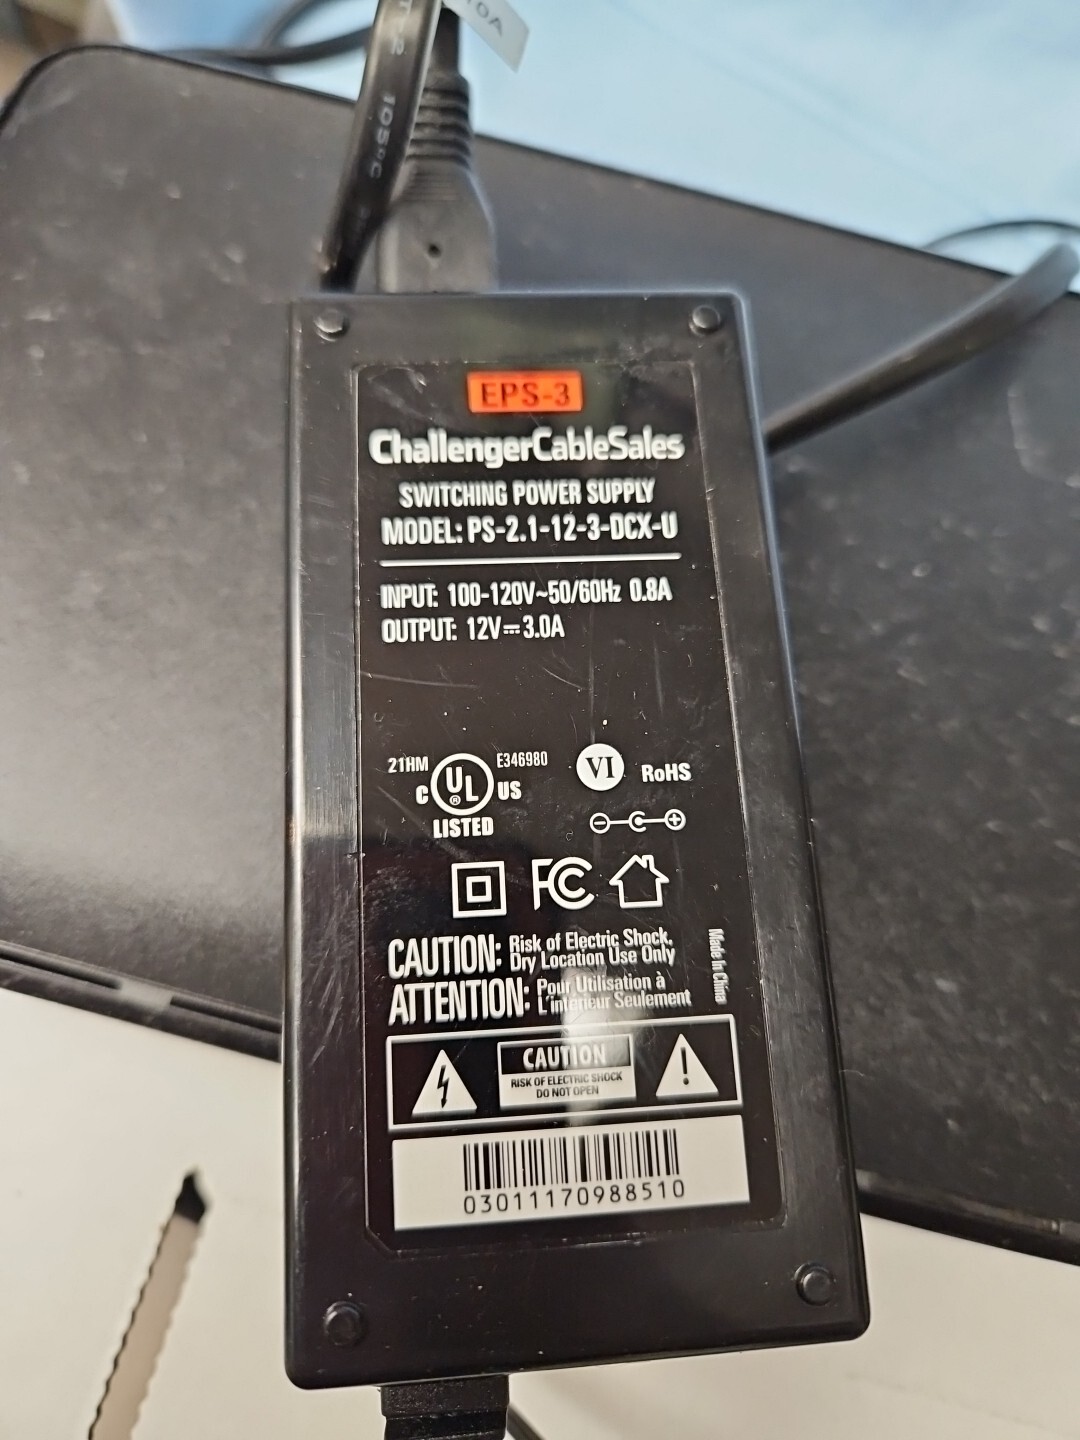 10A
T-2 105°C
EPS-3
ChallengerCableSales
SWITCHING POWER SUPPLY
MODEL: PS-2.1-12-3-DCX-U
INPUT: 100-120V~50/60Hz 0.8A
OUTPUT: 12V⎓3.0A
21HM E346980
C UL ® US
LISTED
VI RoHS
FC
CAUTION: Risk of Electric Shock,
Dry Location Use Only
ATTENTION: Pour Utilisation à
L'intérieur Seulement
Made In China
CAUTION
RISK OF ELECTRIC SHOCK
DO NOT OPEN
03011170988510